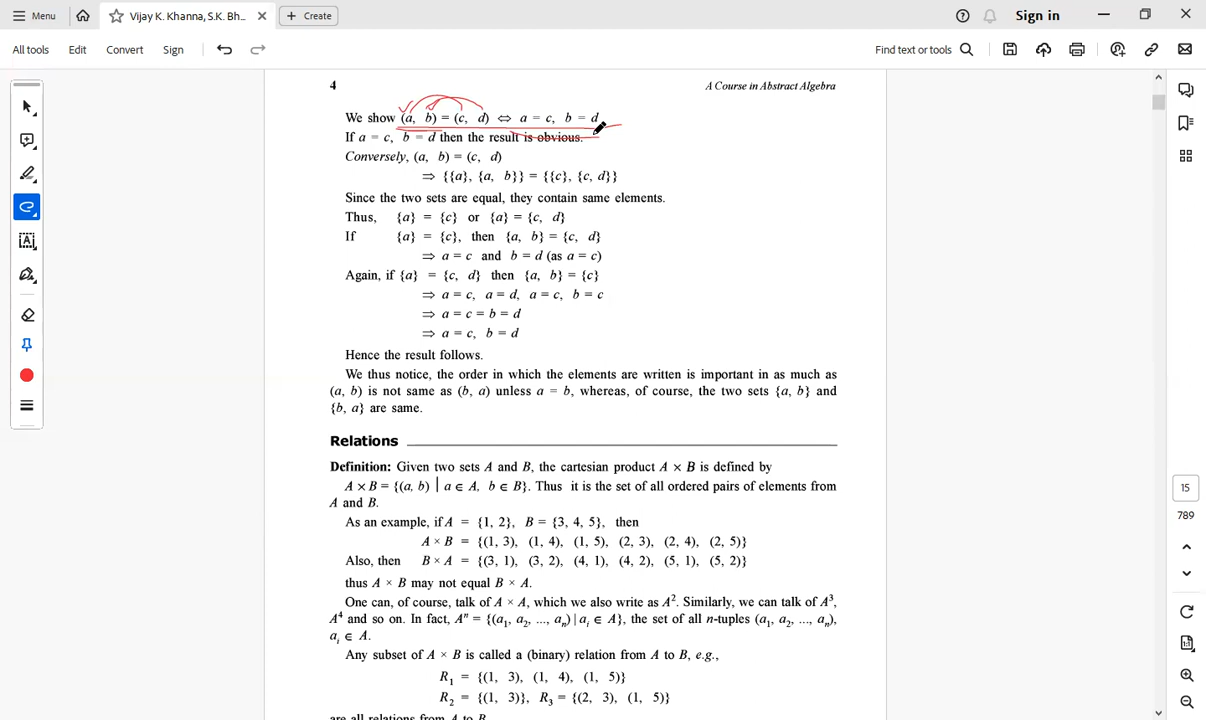 Menu
Vijay K. Khanna, S.K. Bh...
Create
Sign in
All tools Edit Convert Sign
Find text or tools
4
A Course in Abstract Algebra
We show (a, b) = (c, d) ⇔ a = c, b = d
If a = c, b = d then the result is obvious.
Conversely, (a, b) = (c, d)
⇒ {{a}, {a, b}} = {{c}, {c, d}}
Since the two sets are equal, they contain same elements.
Thus, {a} = {c} or {a} = {c, d}
If {a} = {c}, then {a, b} = {c, d}
⇒ a = c and b = d (as a = c)
Again, if {a} = {c, d} then {a, b} = {c}
⇒ a = c, a = d, a = c, b = c
⇒ a = c = b = d
⇒ a = c, b = d
Hence the result follows.
We thus notice, the order in which the elements are written is important in as much as
(a, b) is not same as (b, a) unless a = b, whereas, of course, the two sets {a, b} and
{b, a} are same.
Relations
Definition: Given two sets A and B, the cartesian product A × B is defined by
A × B = {(a, b) | a ∈ A, b ∈ B}. Thus it is the set of all ordered pairs of elements from
A and B.
As an example, if A = {1, 2}, B = {3, 4, 5}, then
A × B = {(1, 3), (1, 4), (1, 5), (2, 3), (2, 4), (2, 5)}
Also, then B × A = {(3, 1), (3, 2), (4, 1), (4, 2), (5, 1), (5, 2)}
thus A × B may not equal B × A.
One can, of course, talk of A × A, which we also write as A². Similarly, we can talk of A³,
A⁴ and so on. In fact, Aⁿ = {(a₁, a₂, ..., aₙ) | aᵢ ∈ A}, the set of all n-tuples (a₁, a₂, ..., aₙ),
aᵢ ∈ A.
Any subset of A × B is called a (binary) relation from A to B, e.g.,
R₁ = {(1, 3), (1, 4), (1, 5)}
R₂ = {(1, 3)}, R₃ = {(2, 3), (1, 5)}
are all relations from A to B
15
789